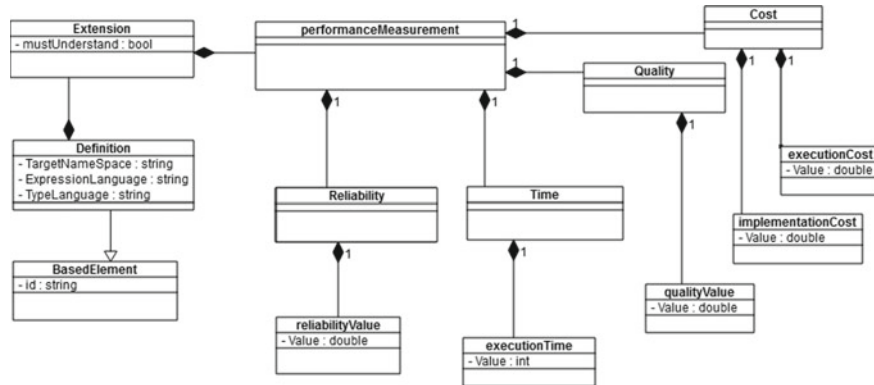 Extension
- mustUnderstand : bool
performanceMeasurement
1
1
1
1
Cost
1
1
Quality
1
Definition
- TargetNameSpace : string
- ExpressionLanguage : string
- TypeLanguage : string
executionCost
- Value : double
Reliability
1
Time
1
implementationCost
- Value : double
BasedElement
- id : string
qualityValue
- Value : double
reliabilityValue
- Value : double
executionTime
- Value : int